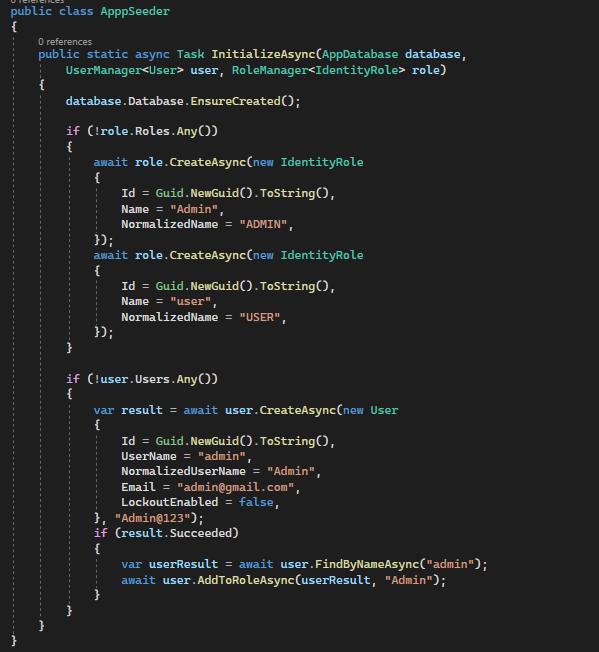 0 references
public class ApppSeeder
{
0 references
public static async Task InitializeAsync(AppDatabase database,
UserManager<User> user, RoleManager<IdentityRole> role)
{
database.Database.EnsureCreated();
if (!role.Roles.Any())
{
await role.CreateAsync(new IdentityRole
{
Id = Guid.NewGuid().ToString(),
Name = "Admin",
NormalizedName = "ADMIN",
});
await role.CreateAsync(new IdentityRole
{
Id = Guid.NewGuid().ToString(),
Name = "user",
NormalizedName = "USER",
});
}
if (!user.Users.Any())
{
var result = await user.CreateAsync(new User
{
Id = Guid.NewGuid().ToString(),
UserName = "admin",
NormalizedUserName = "Admin",
Email = "admin@gmail.com",
LockoutEnabled = false,
}, "Admin@123");
if (result.Succeeded)
{
var userResult = await user.FindByNameAsync("admin");
await user.AddToRoleAsync(userResult, "Admin");
}
}
}
}